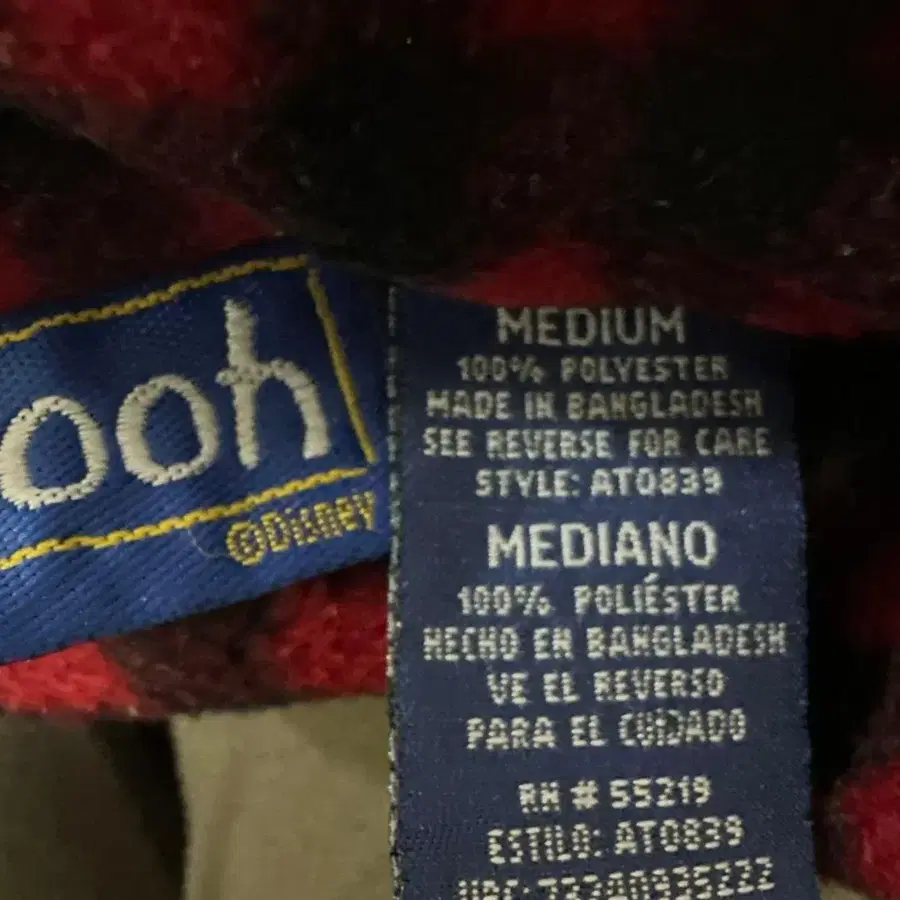 ooh
©Disney
MEDIUM
100% POLYESTER
MADE IN BANGLADESH
SEE REVERSE FOR CARE
STYLE: AT0839
MEDIANO
100% POLIÉSTER
HECHO EN BANGLADESH
VE EL REVERSO
PARA EL CUIDADO
RN # 55219
ESTILO: AT0839
UPC: